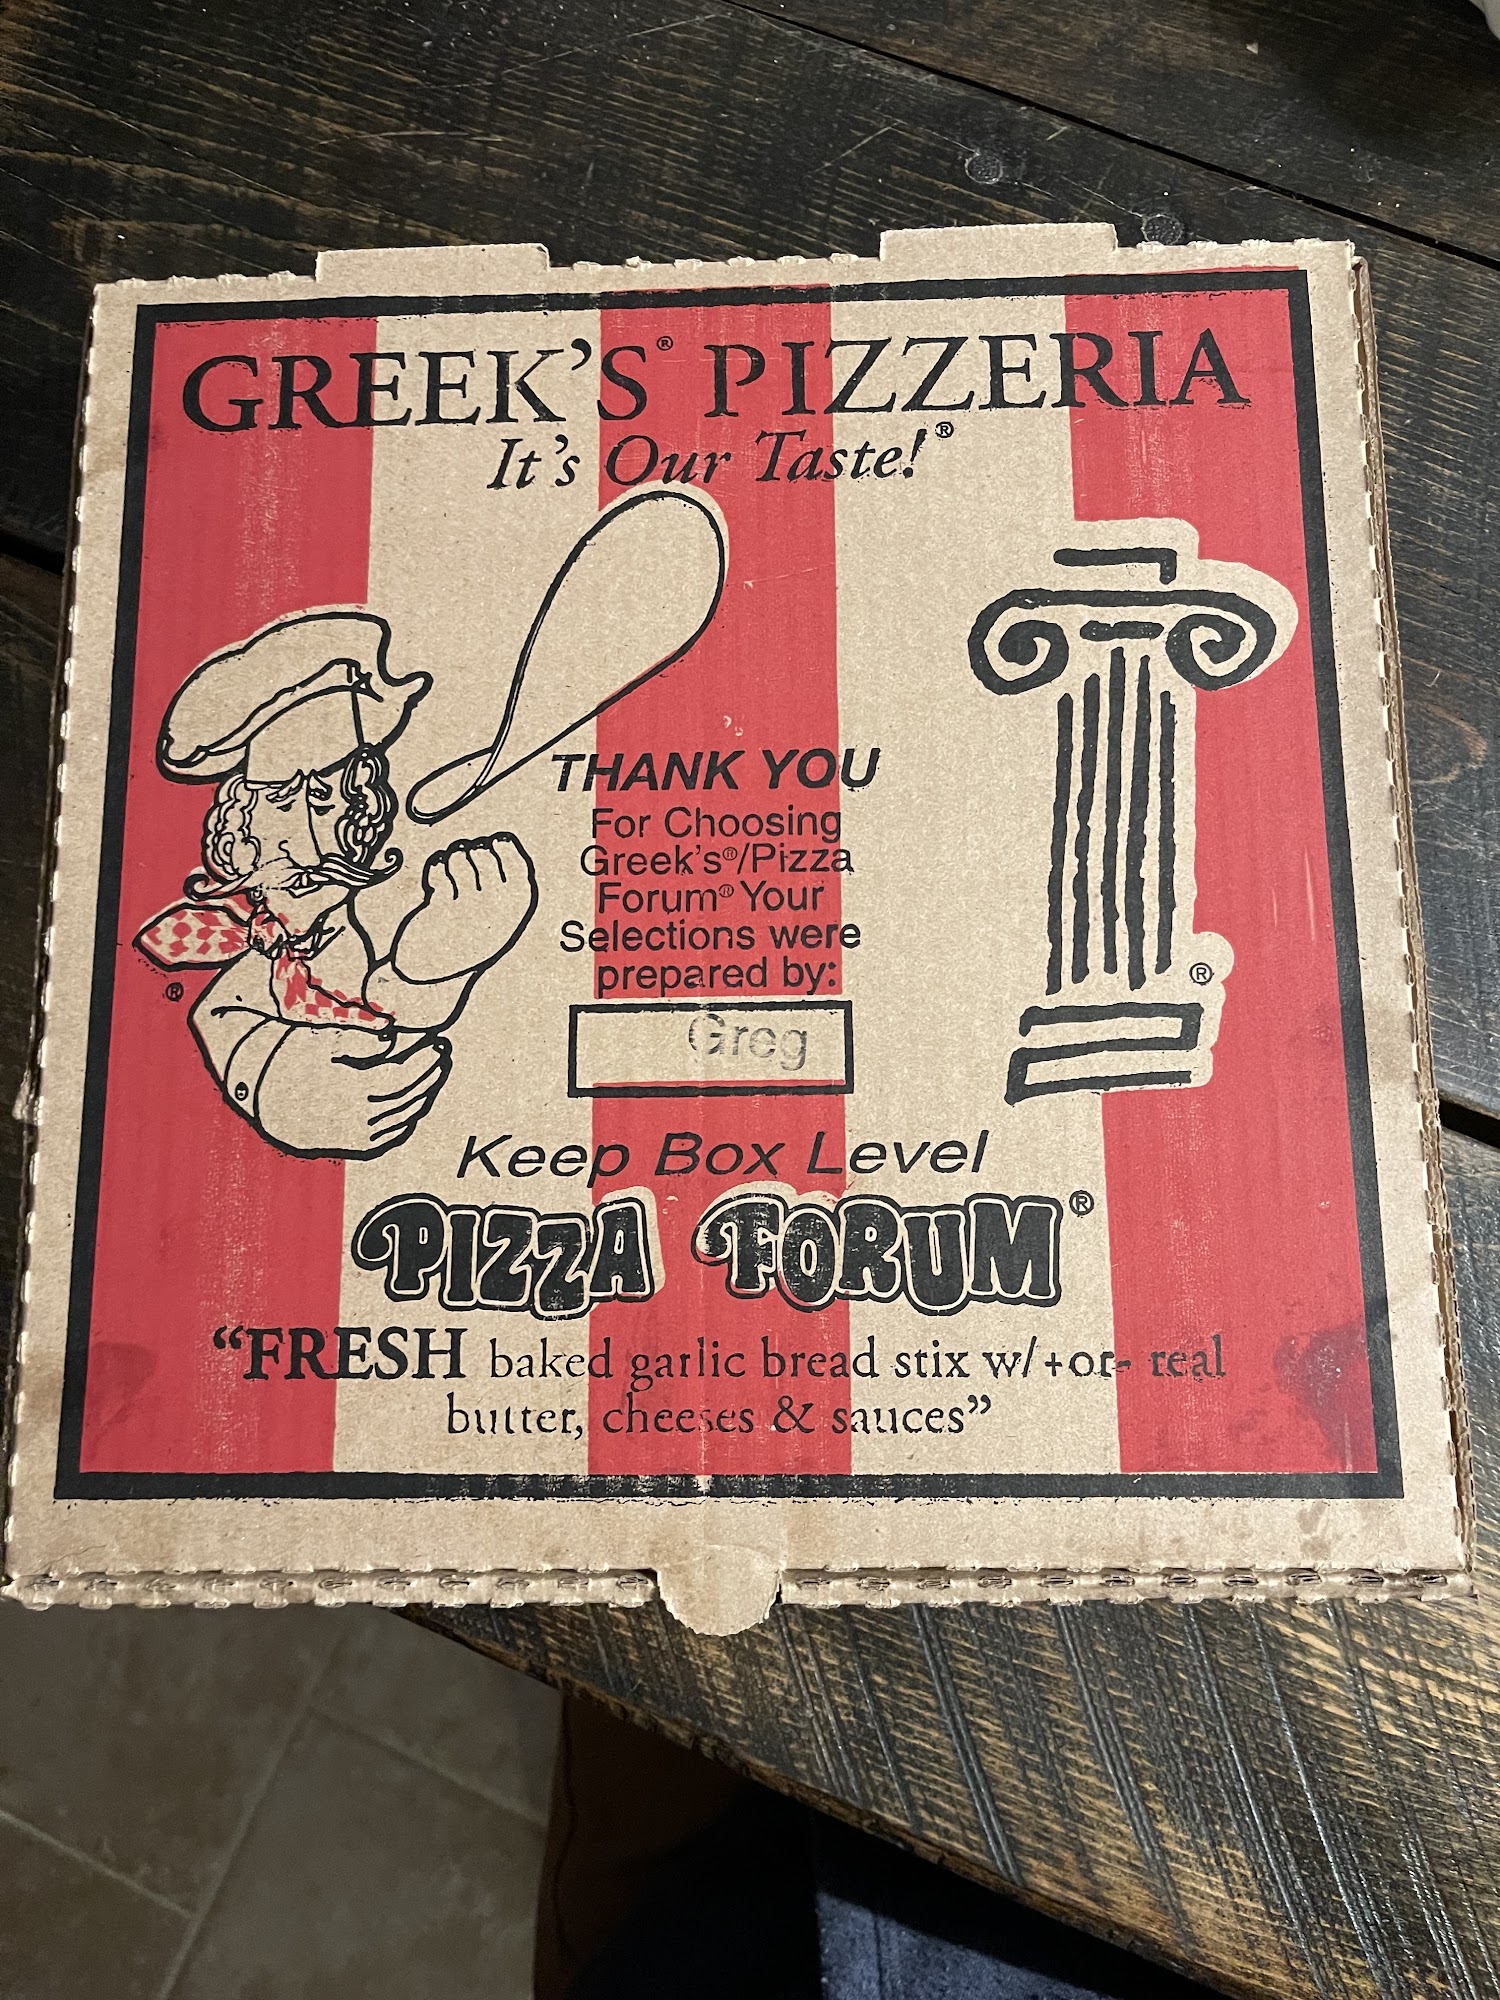 GREEK'S® PIZZERIA
It's Our Taste!®
THANK YOU
For Choosing
Greek's®/Pizza
Forum® Your
Selections were
prepared by:
Greg
®
®
Keep Box Level
PIZZA FORUM®
“FRESH baked garlic bread stix w/+or- real
butter, cheeses & sauces”